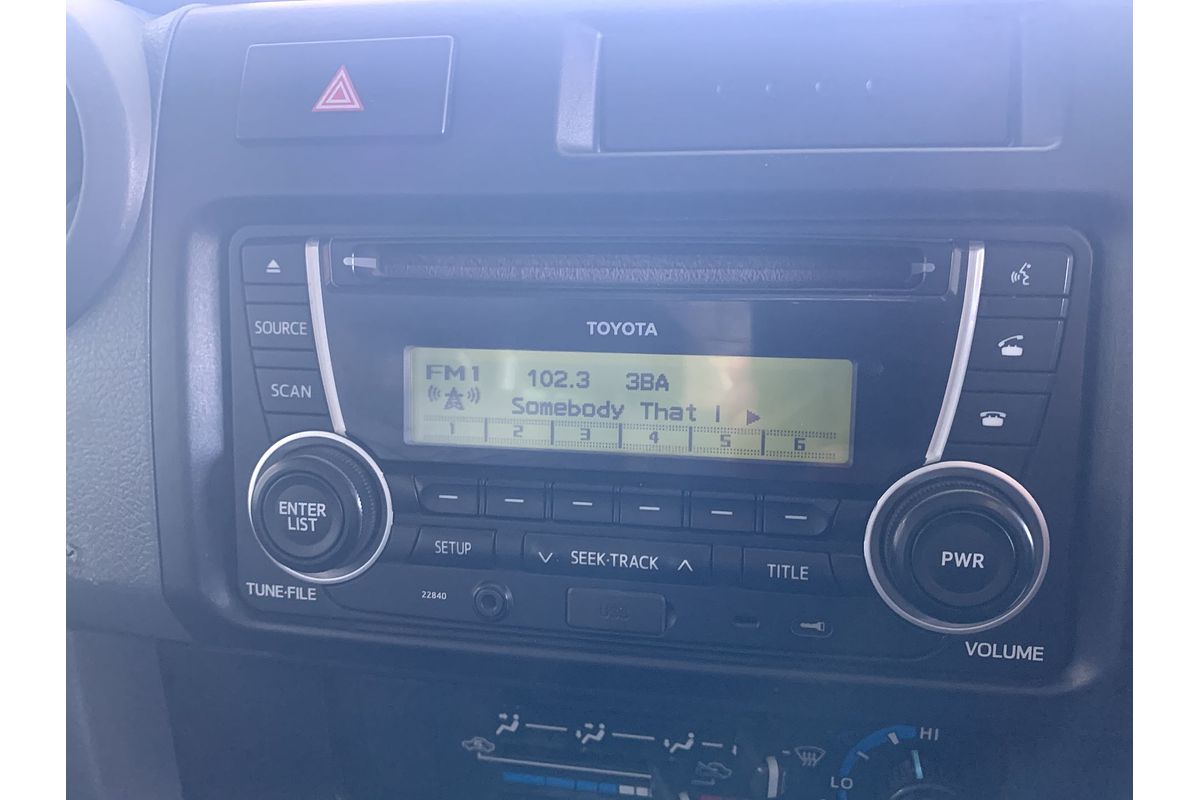 TOYOTA
SOURCE
SCAN
FM1 102.3 3BA
Somebody That I
1 2 3 4 5 6
ENTER
LIST
TUNE·FILE
SETUP
SEEK·TRACK
TITLE
PWR
VOLUME
22840
USB
HI
LO